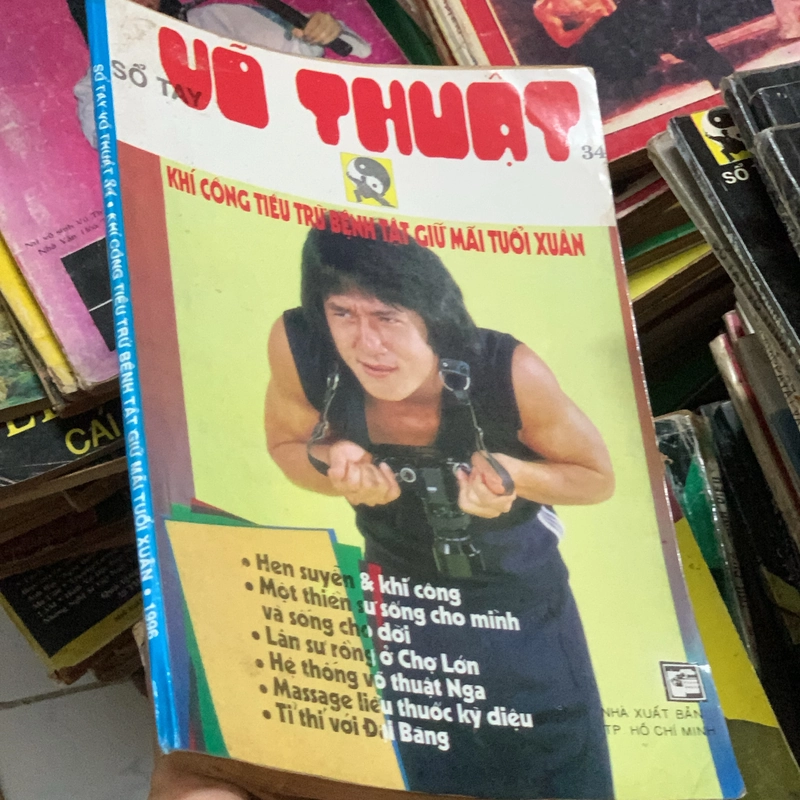 SỔ TAY
VÕ THUẬT
34
KHÍ CÔNG TIÊU TRỪ BỆNH TẬT GIỮ MÃI TUỔI XUÂN
• Hen suyễn & khí công
• Một thiền sư sống cho mình
và sống cho đời
• Lân sư rồng ở Chợ Lớn
• Hệ thống võ thuật Nga
• Massage liệu thuốc kỳ diệu
• Tỉ thí với Đại Bàng
NHÀ XUẤT BẢN
TP HỒ CHÍ MINH
SỔ TAY VÕ THUẬT 34 • KHÍ CÔNG TIÊU TRỪ BỆNH TẬT GIỮ MÃI TUỔI XUÂN • 1996
CẢI
SỔ